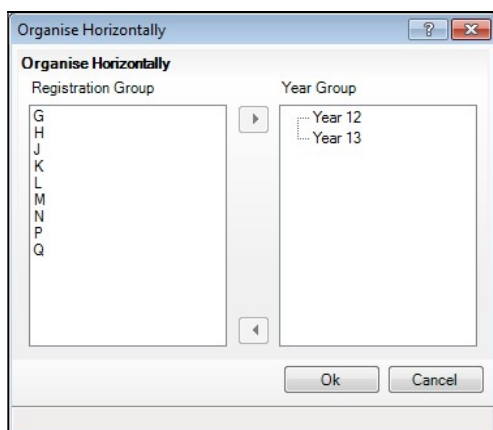 Organise Horizontally
Organise Horizontally
Registration Group
Year Group
G
H
J
K
L
M
N
P
Q
Year 12
Year 13
Ok
Cancel